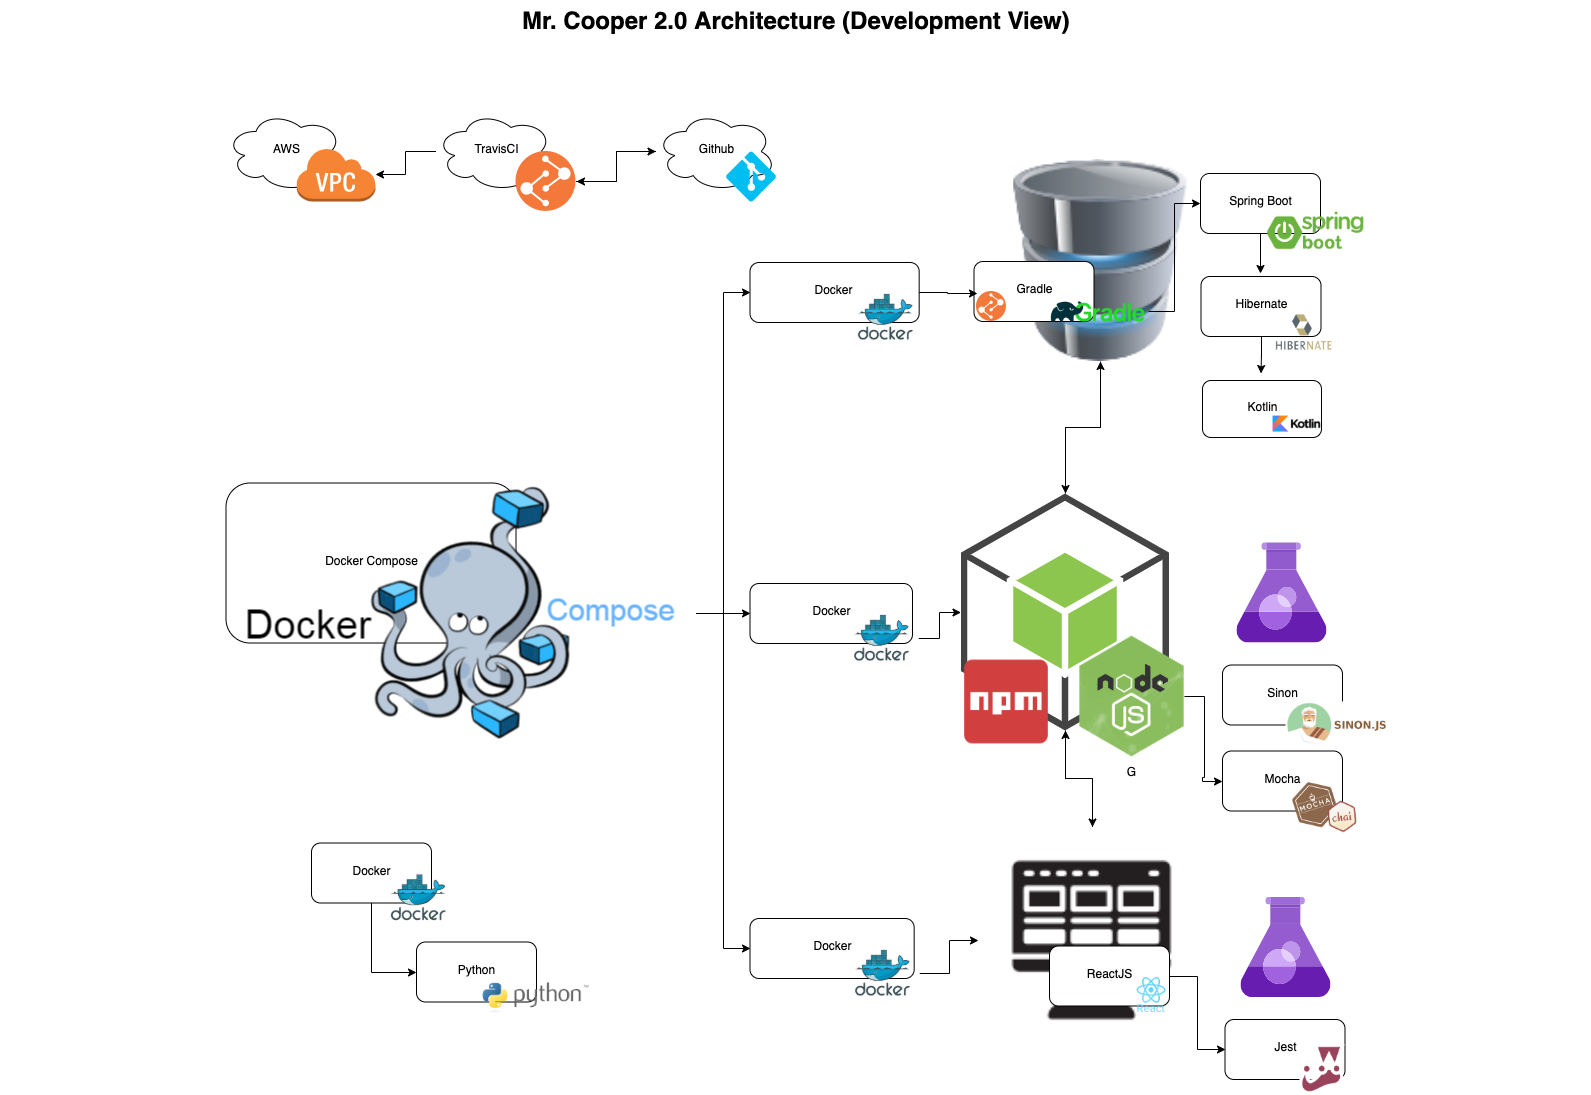 Mr. Cooper 2.0 Architecture (Development View)
AWS
VPC
TravisCI
Github
Spring Boot
spring
boot
Docker
docker
Gradle
Gradle
Hibernate
HIBERNATE
Kotlin
Kotlin
Docker Compose
Docker
Compose
Docker
docker
npm
node
JS
G
Sinon
SINON.JS
Mocha
MOCHA
chai
Docker
docker
Python
python™
Docker
docker
ReactJS
React
Jest